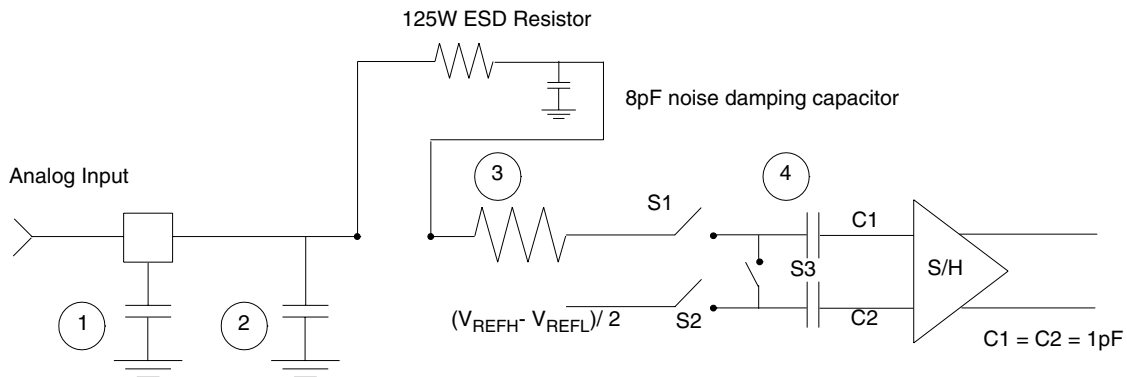 125W ESD Resistor
8pF noise damping capacitor
Analog Input
3
4
S1
C1
S/H
S3
1
2
(VREFH- VREFL)/ 2
S2
C2
C1 = C2 = 1pF